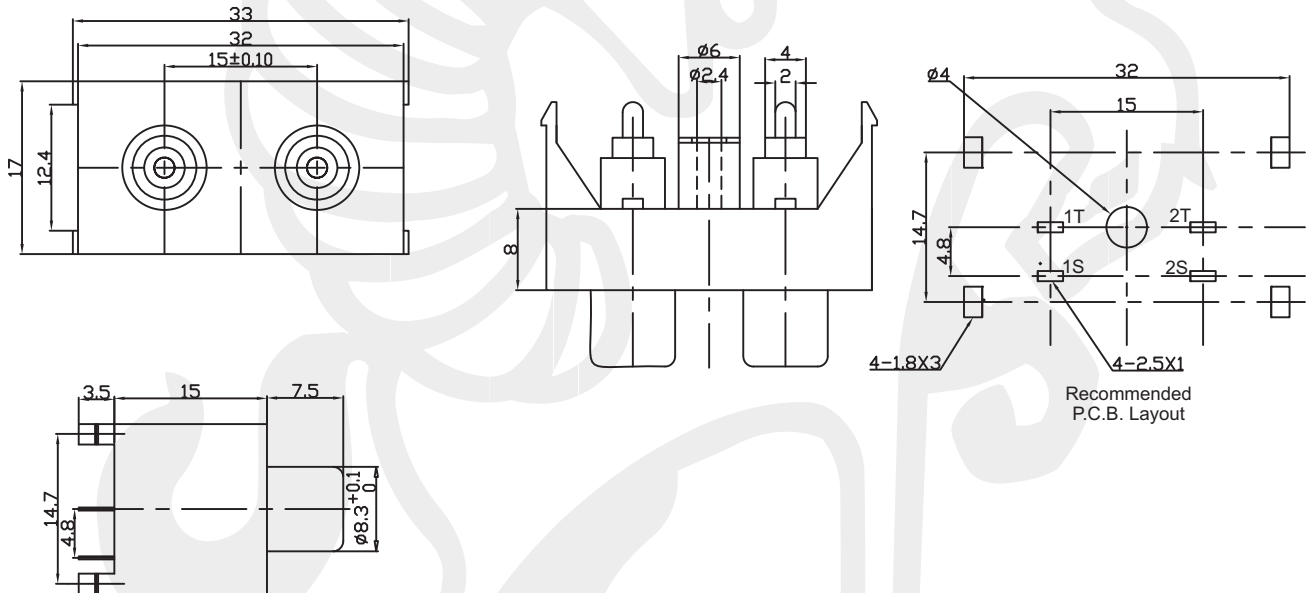 33
32
15±0.10
17
12.4
ø6
4
ø2.4
2
8
ø4
32
15
14.7
4.8
1T
2T
1S
2S
4-1.8X3
4-2.5X1
Recommended
P.C.B. Layout
3.5
15
7.5
14.7
4.8
ø8.3 +0.1 0